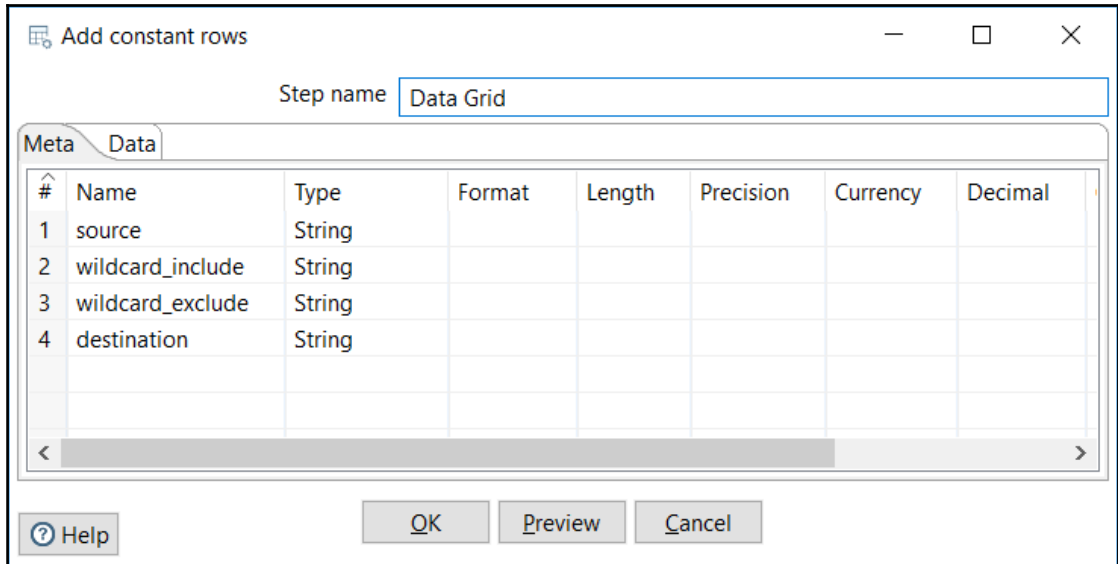 Add constant rows
Step name Data Grid
Meta Data
# Name Type Format Length Precision Currency Decimal
1 source String
2 wildcard_include String
3 wildcard_exclude String
4 destination String
OK Preview Cancel
Help